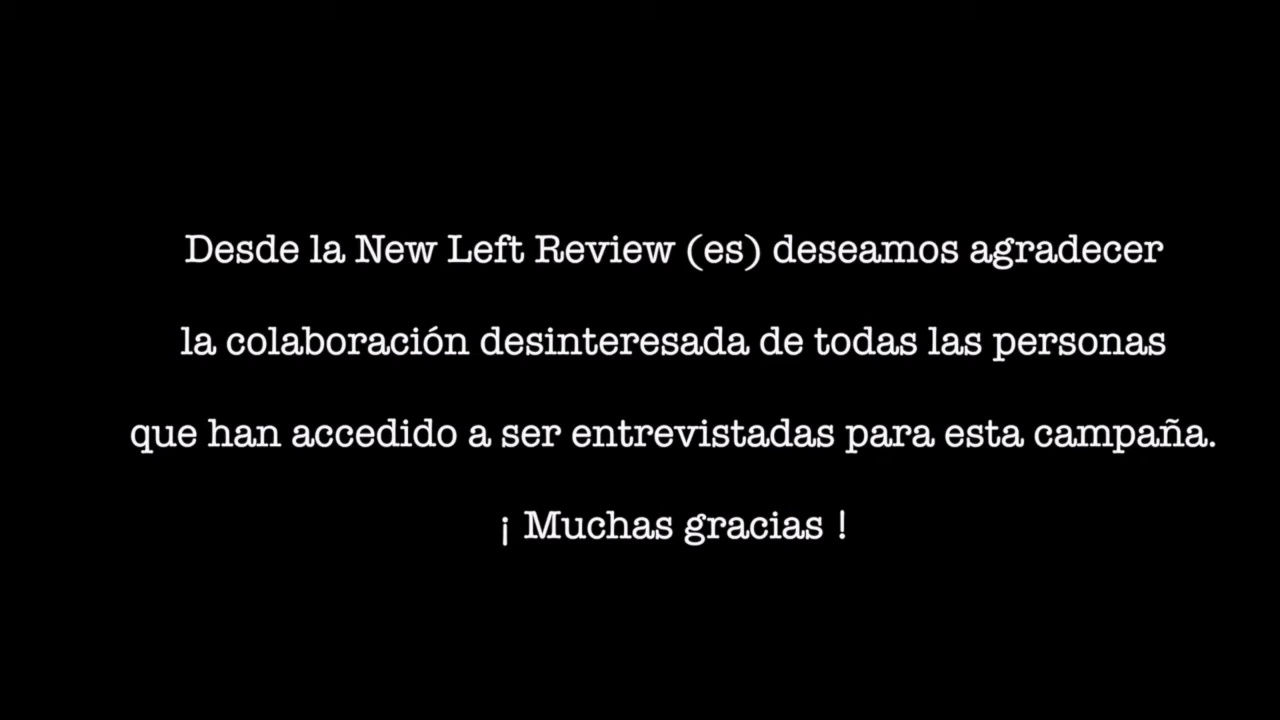 Desde la New Left Review (es) deseamos agradecer
la colaboración desinteresada de todas las personas
que han accedido a ser entrevistadas para esta campaña.
¡ Muchas gracias !